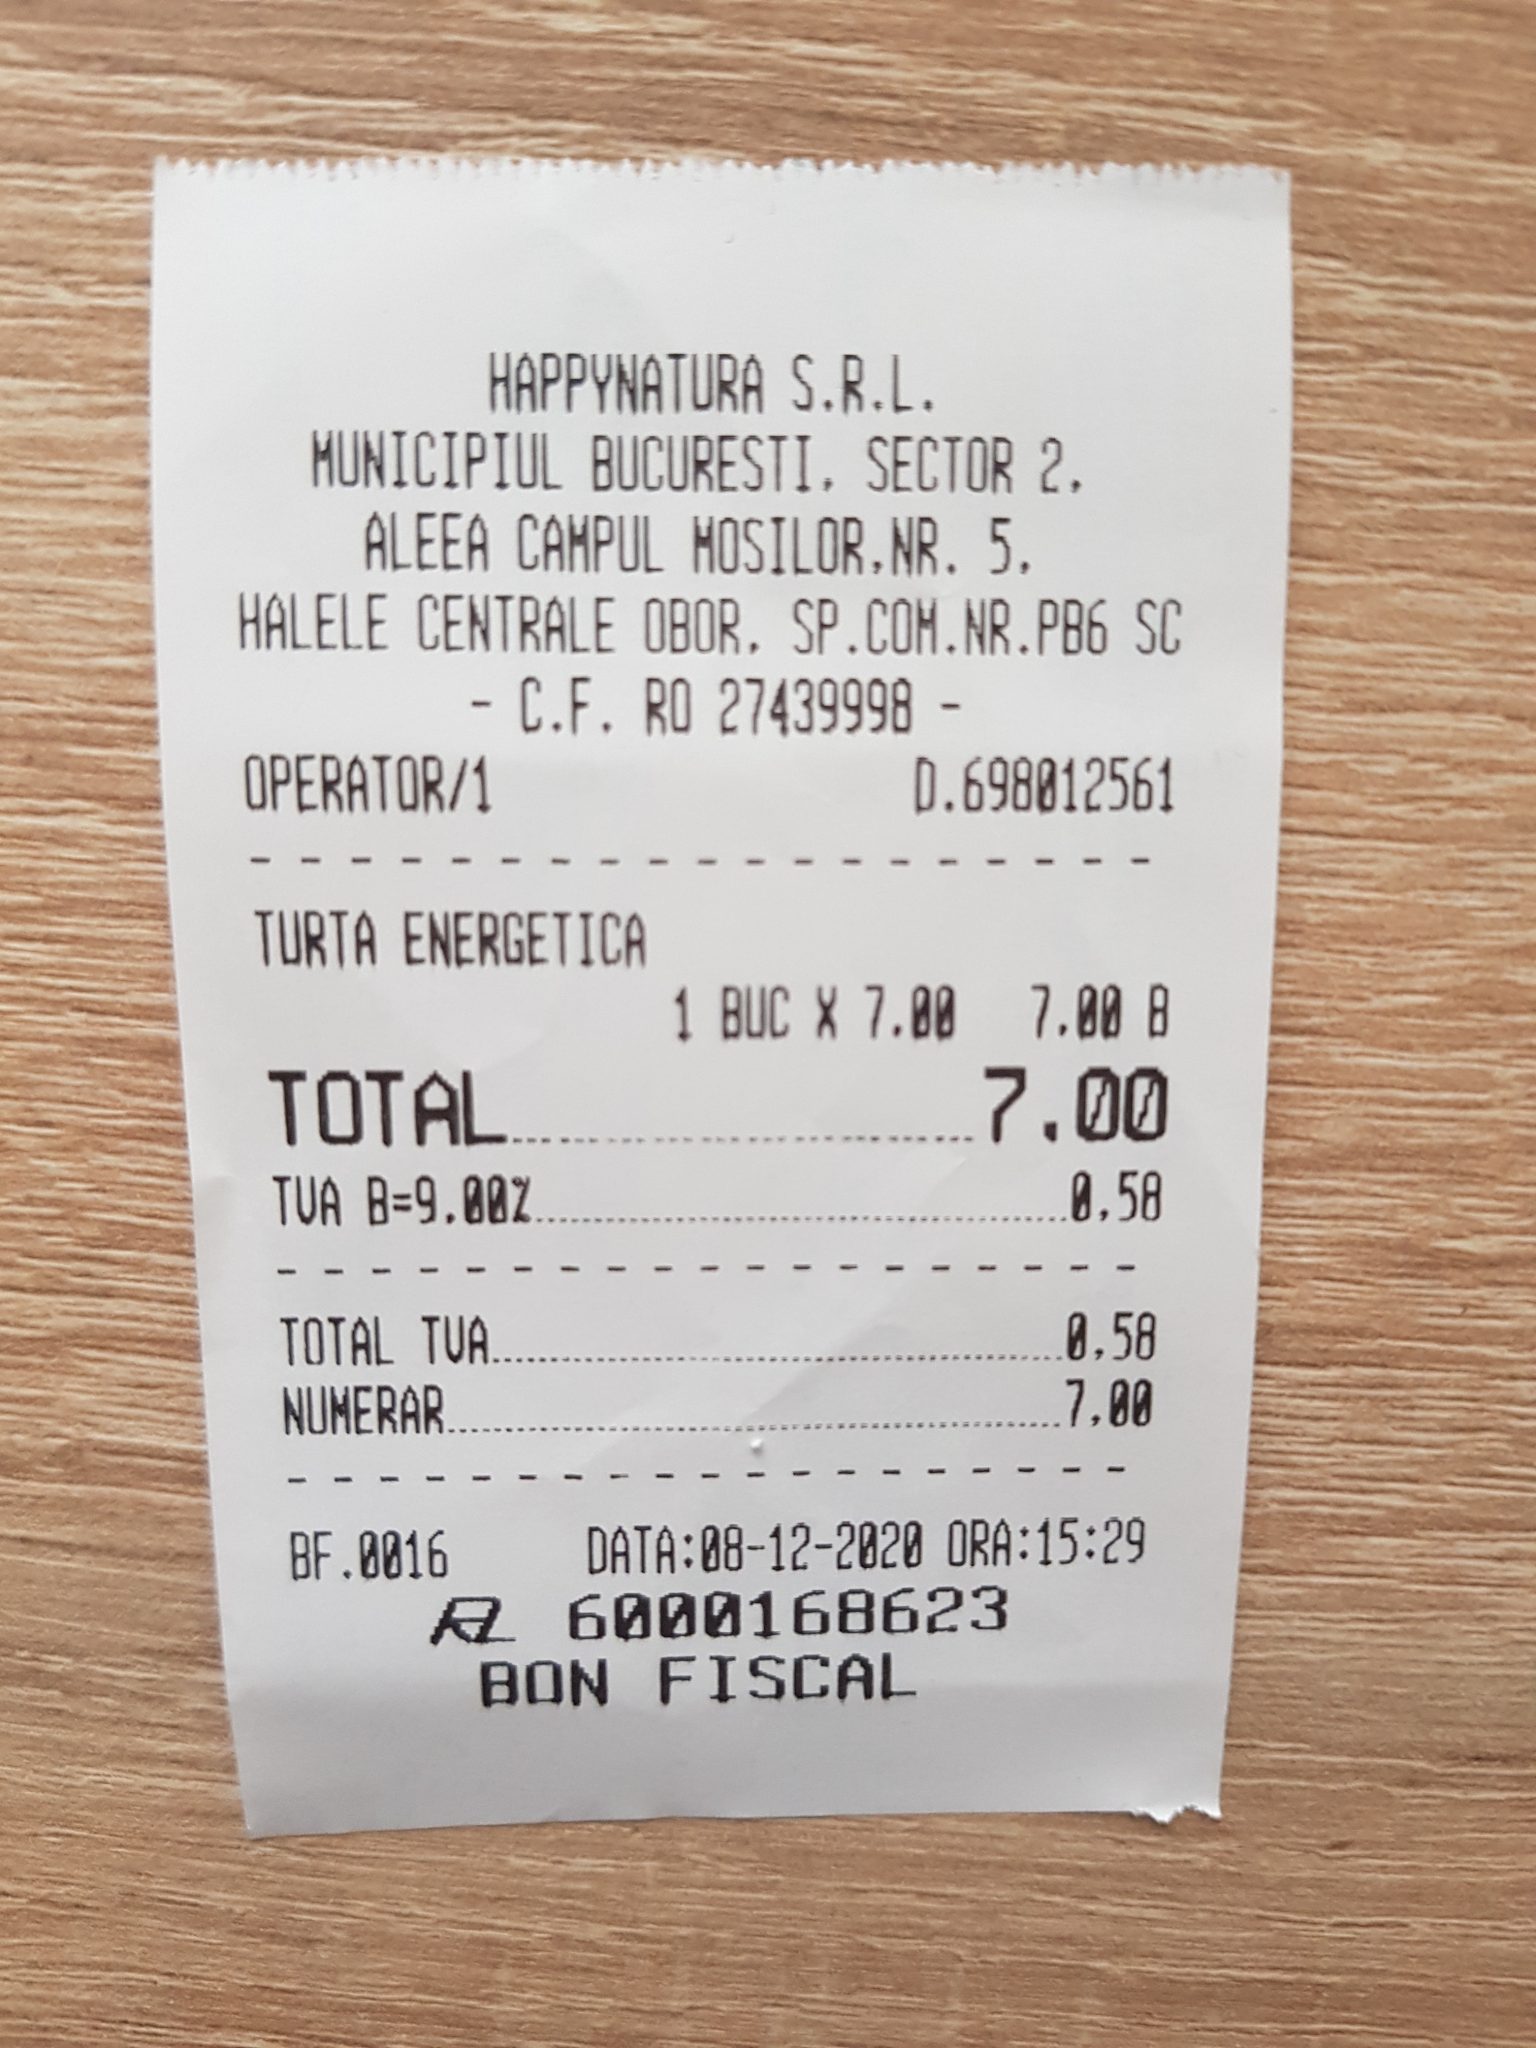 HAPPYNATURA S.R.L.
MUNICIPIUL BUCURESTI, SECTOR 2,
ALEEA CAMPUL MOSILOR,NR. 5,
HALELE CENTRALE OBOR, SP.COM.NR.PB6 SC
- C.F. RO 27439998 -
OPERATOR/1 D.698012561
TURTA ENERGETICA
1 BUC X 7.00 7.00 B
TOTAL 7.00
TVA B=9.00% 0,58
TOTAL TVA 0,58
NUMERAR 7,00
BF.0016 DATA:08-12-2020 ORA:15:29
6000168623
BON FISCAL